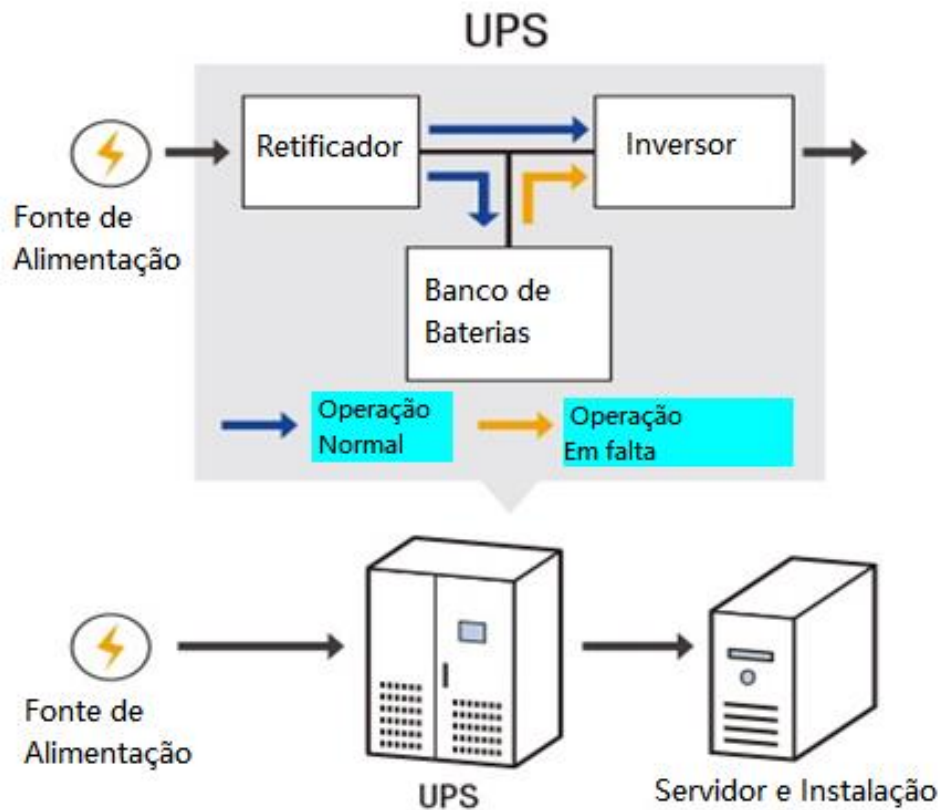 UPS
Retificador
Inversor
Fonte de
Alimentação
Banco de
Baterias
Operação
Normal
Operação
Em falta
Fonte de
Alimentação
UPS
Servidor e Instalação